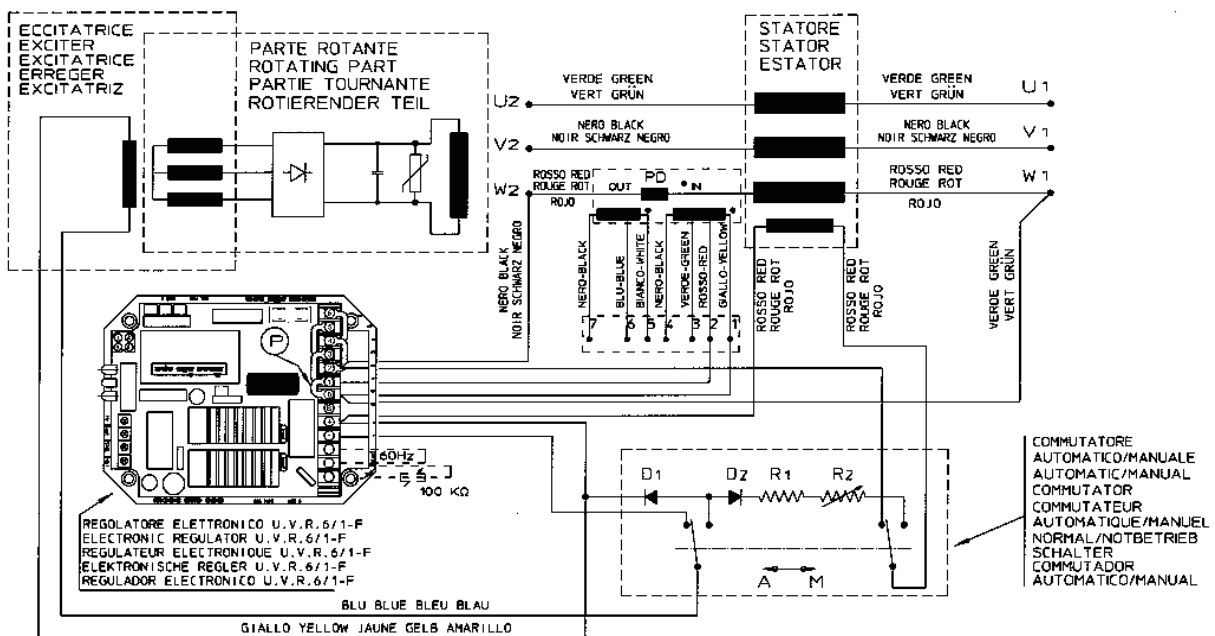 ECCITATRICE
EXCITER
EXCITATRICE
ERREGER
EXCITATRIZ
PARTE ROTANTE
ROTATING PART
PARTIE TOURNANTE
ROTIERENDER TEIL
STATORE
STATOR
ESTATOR
U2
VERDE GREEN
VERT GRÜN
VERDE GREEN
VERT GRÜN
U1
V2
NERO BLACK
NOIR SCHWARZ NEGRO
NERO BLACK
NOIR SCHWARZ NEGRO
V1
W2
ROSSO RED
ROUGE ROT
ROJO
PD
OUT
IN
ROSSO RED
ROUGE ROT
ROJO
W1
NERO BLACK
NOIR SCHWARZ NEGRO
NERO-BLACK
BLU-BLUE
BIANCO-WHITE
NERO-BLACK
VERDE-GREEN
ROSSO-RED
GIALLO-YELLOW
7 6 5 4 3 2 1
ROSSO RED
ROUGE ROT
ROJO
ROSSO RED
ROUGE ROT
ROJO
VERDE GREEN
VERT GRÜN
P
60Hz
100 KΩ
REGOLATORE ELETTRONICO U.V.R.6/1-F
ELECTRONIC REGULATOR U.V.R.6/1-F
REGULATEUR ELECTRONIQUE U.V.R.6/1-F
ELEKTRONISCHE REGLER U.V.R.6/1-F
REGULADOR ELECTRONICO U.V.R.6/1-F
D1
D2
R1
R2
A
M
COMMUTATORE
AUTOMATICO/MANUALE
AUTOMATIC/MANUAL
COMMUTATOR
COMMUTATEUR
AUTOMATIQUE/MANUEL
NORMAL/NOTBETRIEB
SCHALTER
COMMUTADOR
AUTOMATICO/MANUAL
BLU BLUE BLEU BLAU
GIALLO YELLOW JAUNE GELB AMARILLO